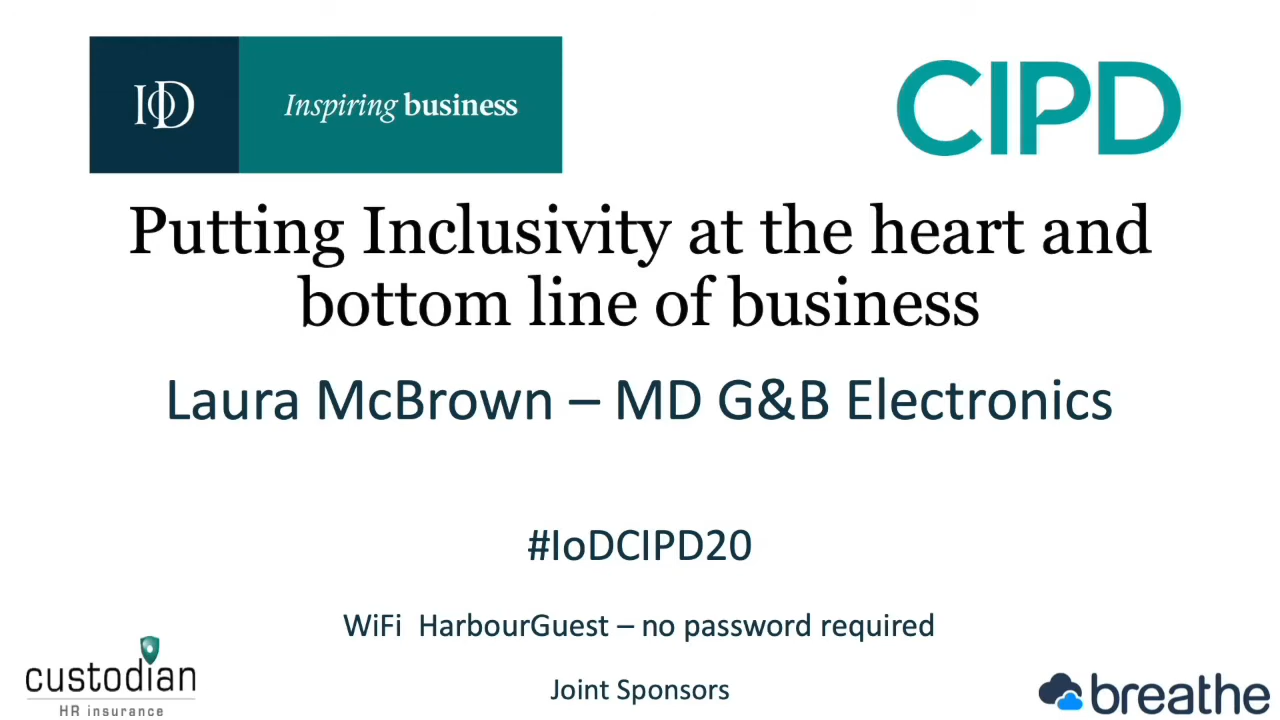 IoD Inspiring business
CIPD
Putting Inclusivity at the heart and
bottom line of business
Laura McBrown – MD G&B Electronics
#IoDCIPD20
WiFi HarbourGuest – no password required
custodian
HR insurance
Joint Sponsors
breathe